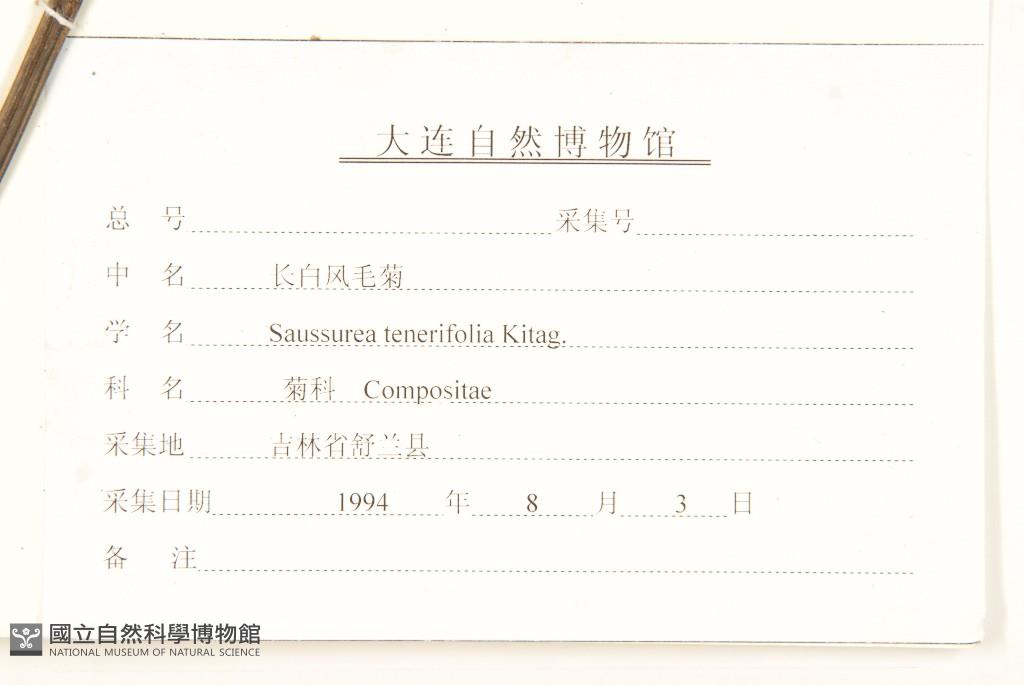 大连自然博物馆
总 号 采集号
中 名 长白风毛菊
学 名 Saussurea tenerifolia Kitag.
科 名 菊科 Compositae
采集地 吉林省舒兰县
采集日期 1994 年 8 月 3 日
备 注
國立自然科學博物館
NATIONAL MUSEUM OF NATURAL SCIENCE